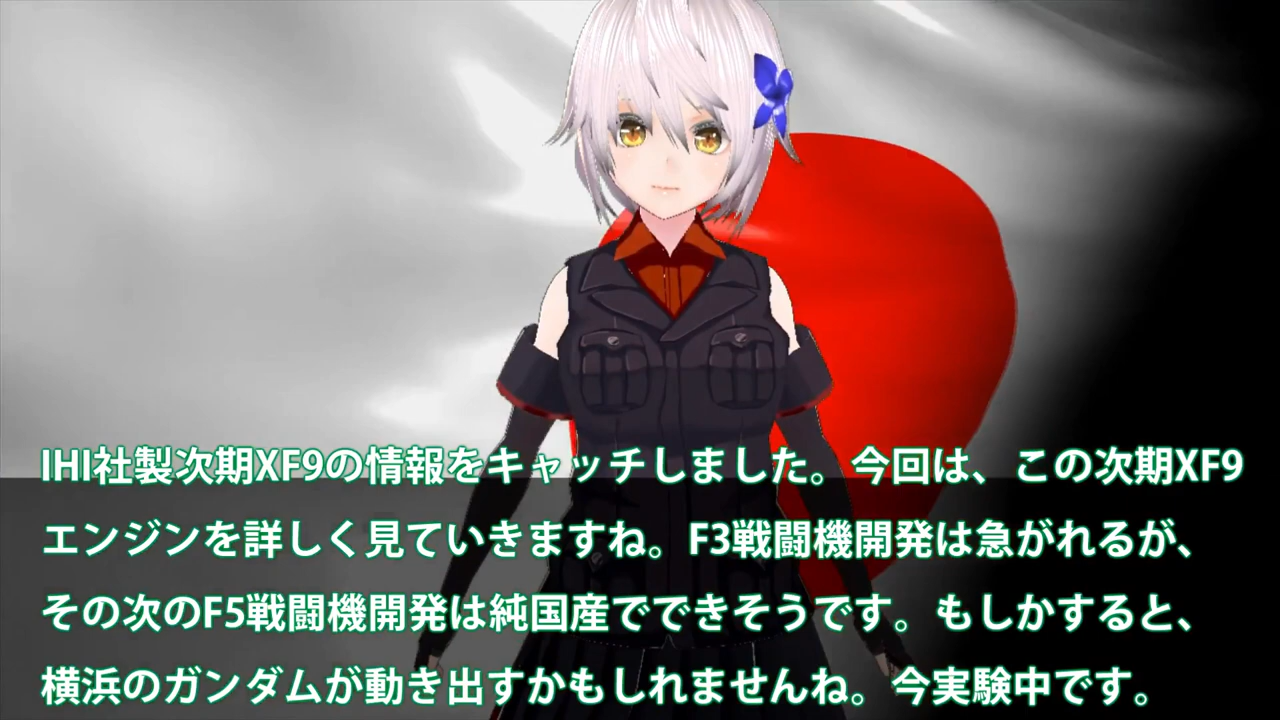 IHI社製次期XF9の情報をキャッチしました。今回は、この次期XF9
エンジンを詳しく見ていきますね。F3戦闘機開発は急がれるが、
その次のF5戦闘機開発は純国産でできそうです。もしかすると、
横浜のガンダムが動き出すかもしれませんね。今実験中です。